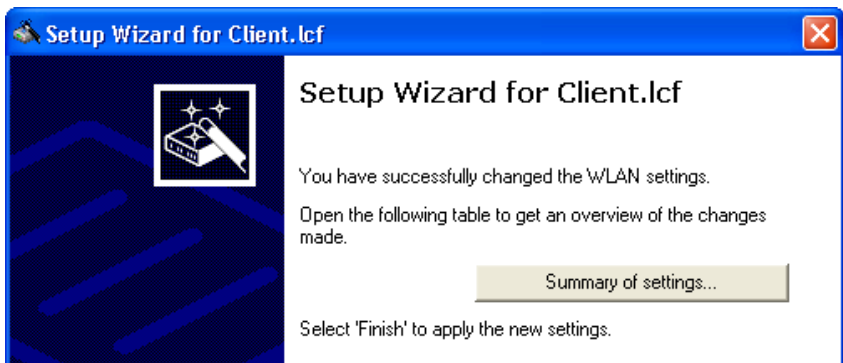 Setup Wizard for Client.lcf
Setup Wizard for Client.lcf
You have successfully changed the WLAN settings.
Open the following table to get an overview of the changes
made.
Summary of settings...
Select 'Finish' to apply the new settings.